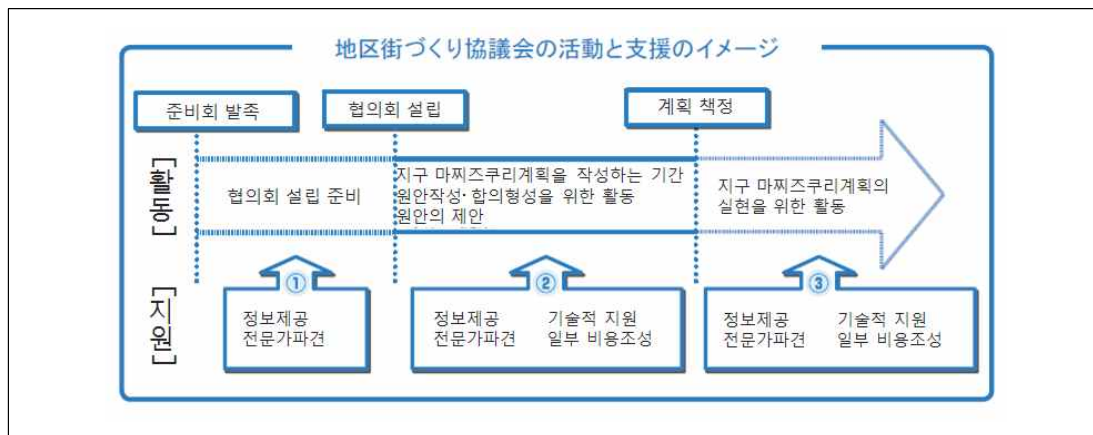 地区街づくり協議会の活動と支援のイメージ
준비회 발족
협의회 설립
계획 책정
[활동]
협의회 설립 준비
지구 마찌즈쿠리계획을 작성하는 기간
원안작성·합의형성을 위한 활동
원안의 제안
지구 마찌즈쿠리계획의
실현을 위한 활동
[지원]
①
정보제공
전문가파견
②
정보제공 기술적 지원
전문가파견 일부 비용조성
③
정보제공 기술적 지원
전문가파견 일부 비용조성